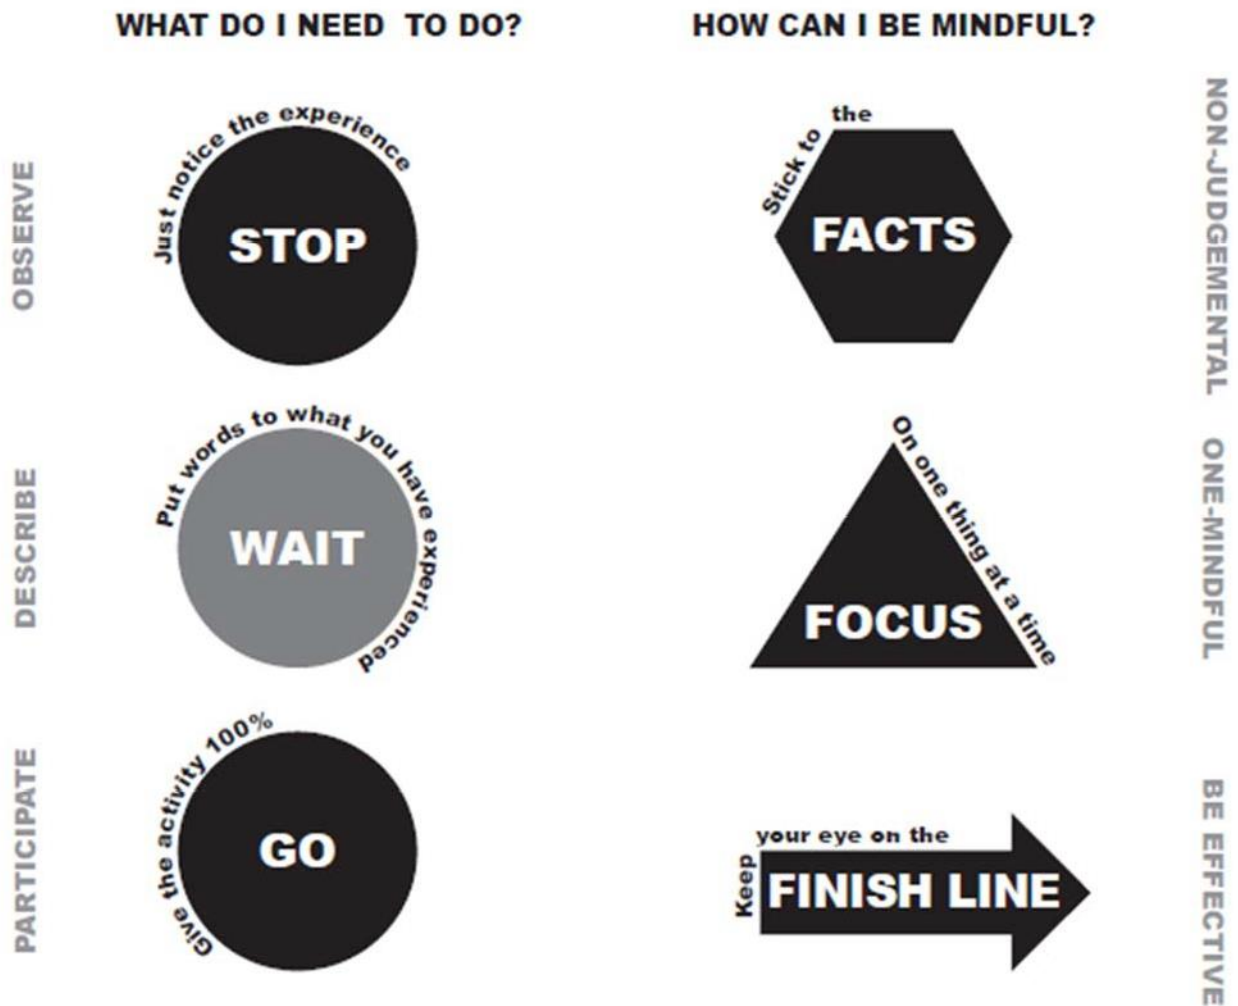 WHAT DO I NEED TO DO?
HOW CAN I BE MINDFUL?
OBSERVE
Just notice the experience
STOP
Stick to the
FACTS
NON-JUDGEMENTAL
DESCRIBE
Put words to what you have experienced
WAIT
On one thing at a time
FOCUS
ONE-MINDFUL
PARTICIPATE
Give the activity 100%
GO
Keep your eye on the
FINISH LINE
BE EFFECTIVE